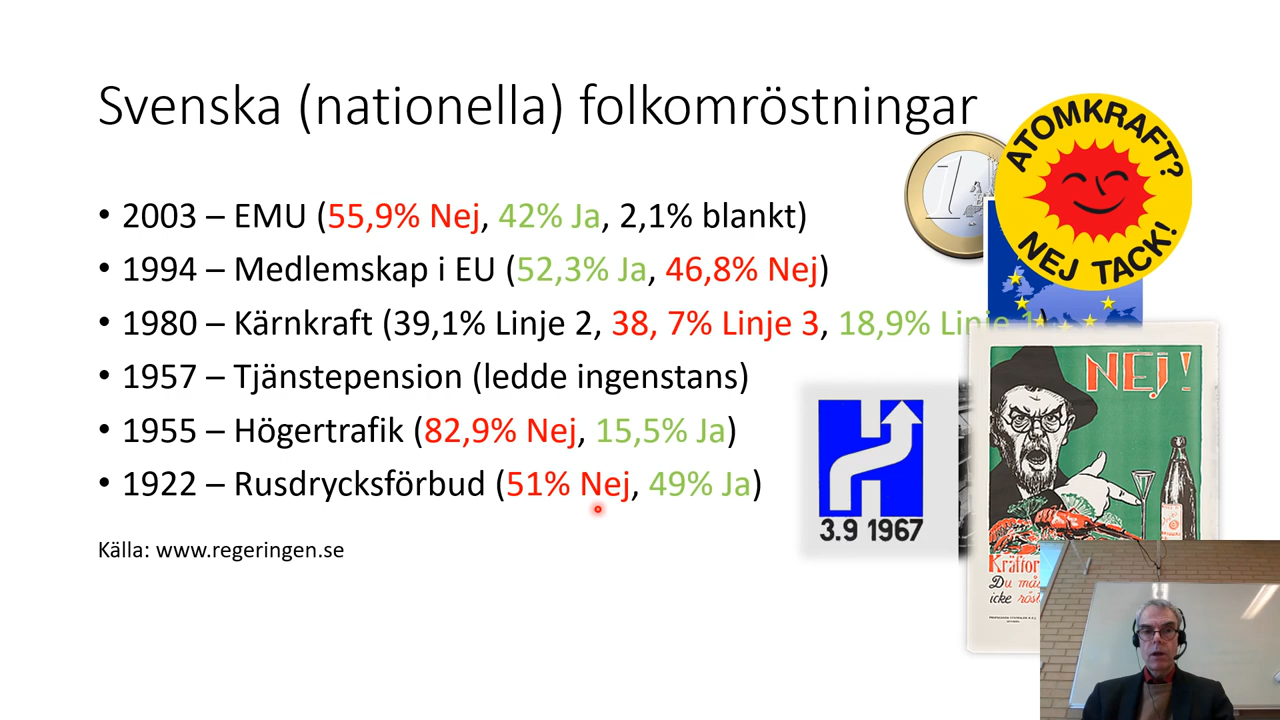 Svenska (nationella) folkomröstningar
• 2003 – EMU (55,9% Nej, 42% Ja, 2,1% blankt)
• 1994 – Medlemskap i EU (52,3% Ja, 46,8% Nej)
• 1980 – Kärnkraft (39,1% Linje 2, 38, 7% Linje 3, 18,9% Linje 1
• 1957 – Tjänstepension (ledde ingenstans)
• 1955 – Högertrafik (82,9% Nej, 15,5% Ja)
• 1922 – Rusdrycksförbud (51% Nej, 49% Ja)
Källa: www.regeringen.se
1
ATOMKRAFT?
NEJ TACK!
H
3.9 1967
NEJ!
Kräftor
Du
icke